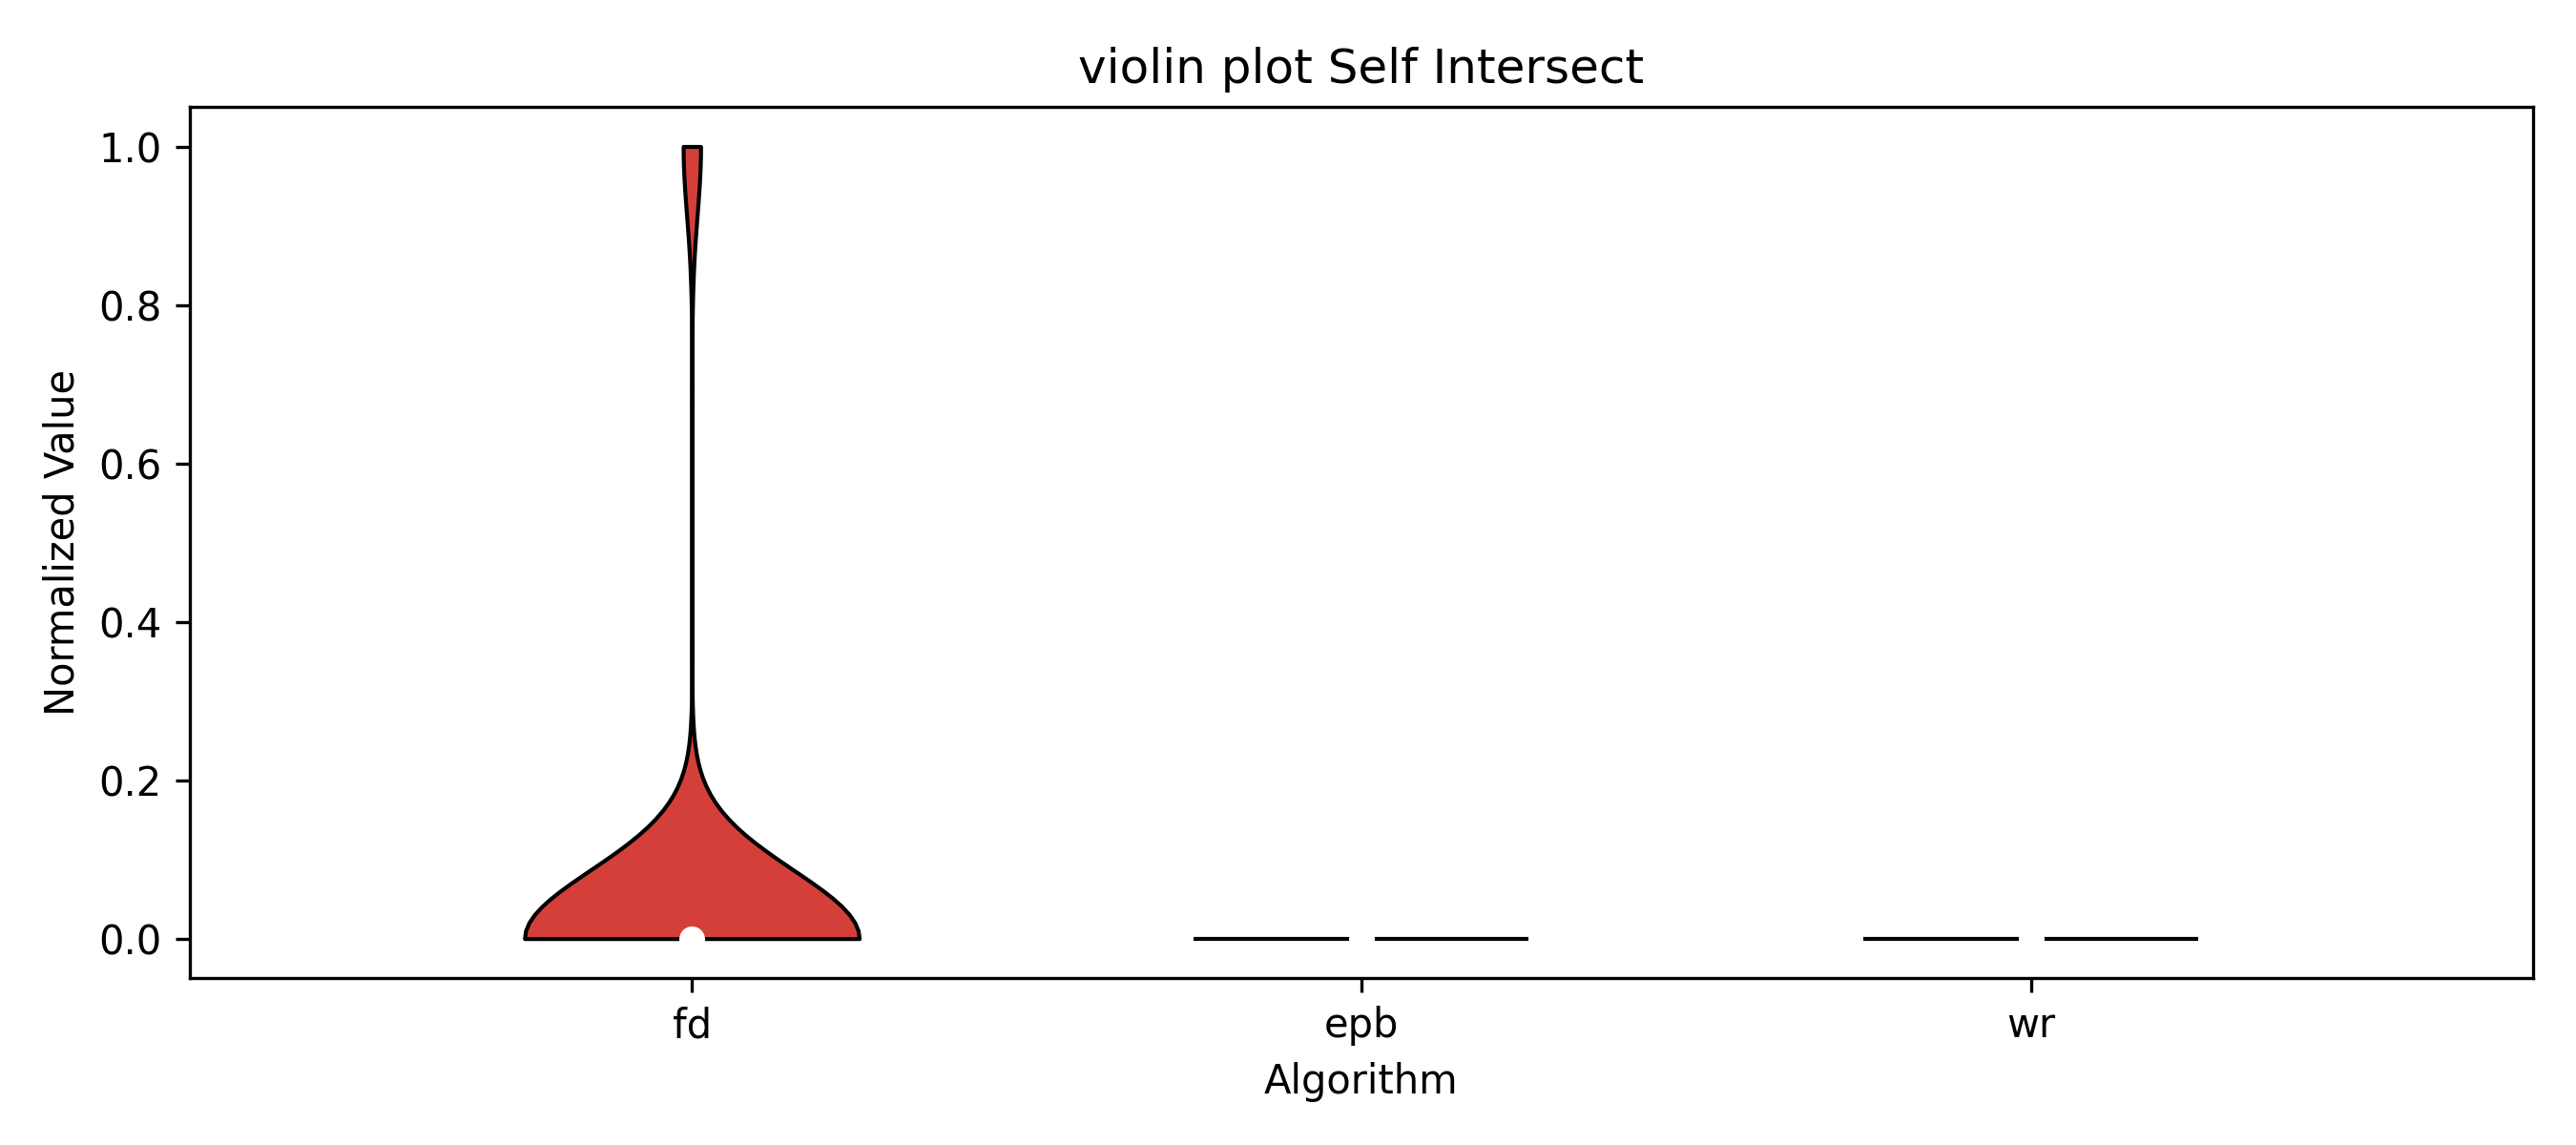 violin plot Self Intersect
Normalized Value
1.0
0.8
0.6
0.4
0.2
0.0
fd
epb
wr
Algorithm